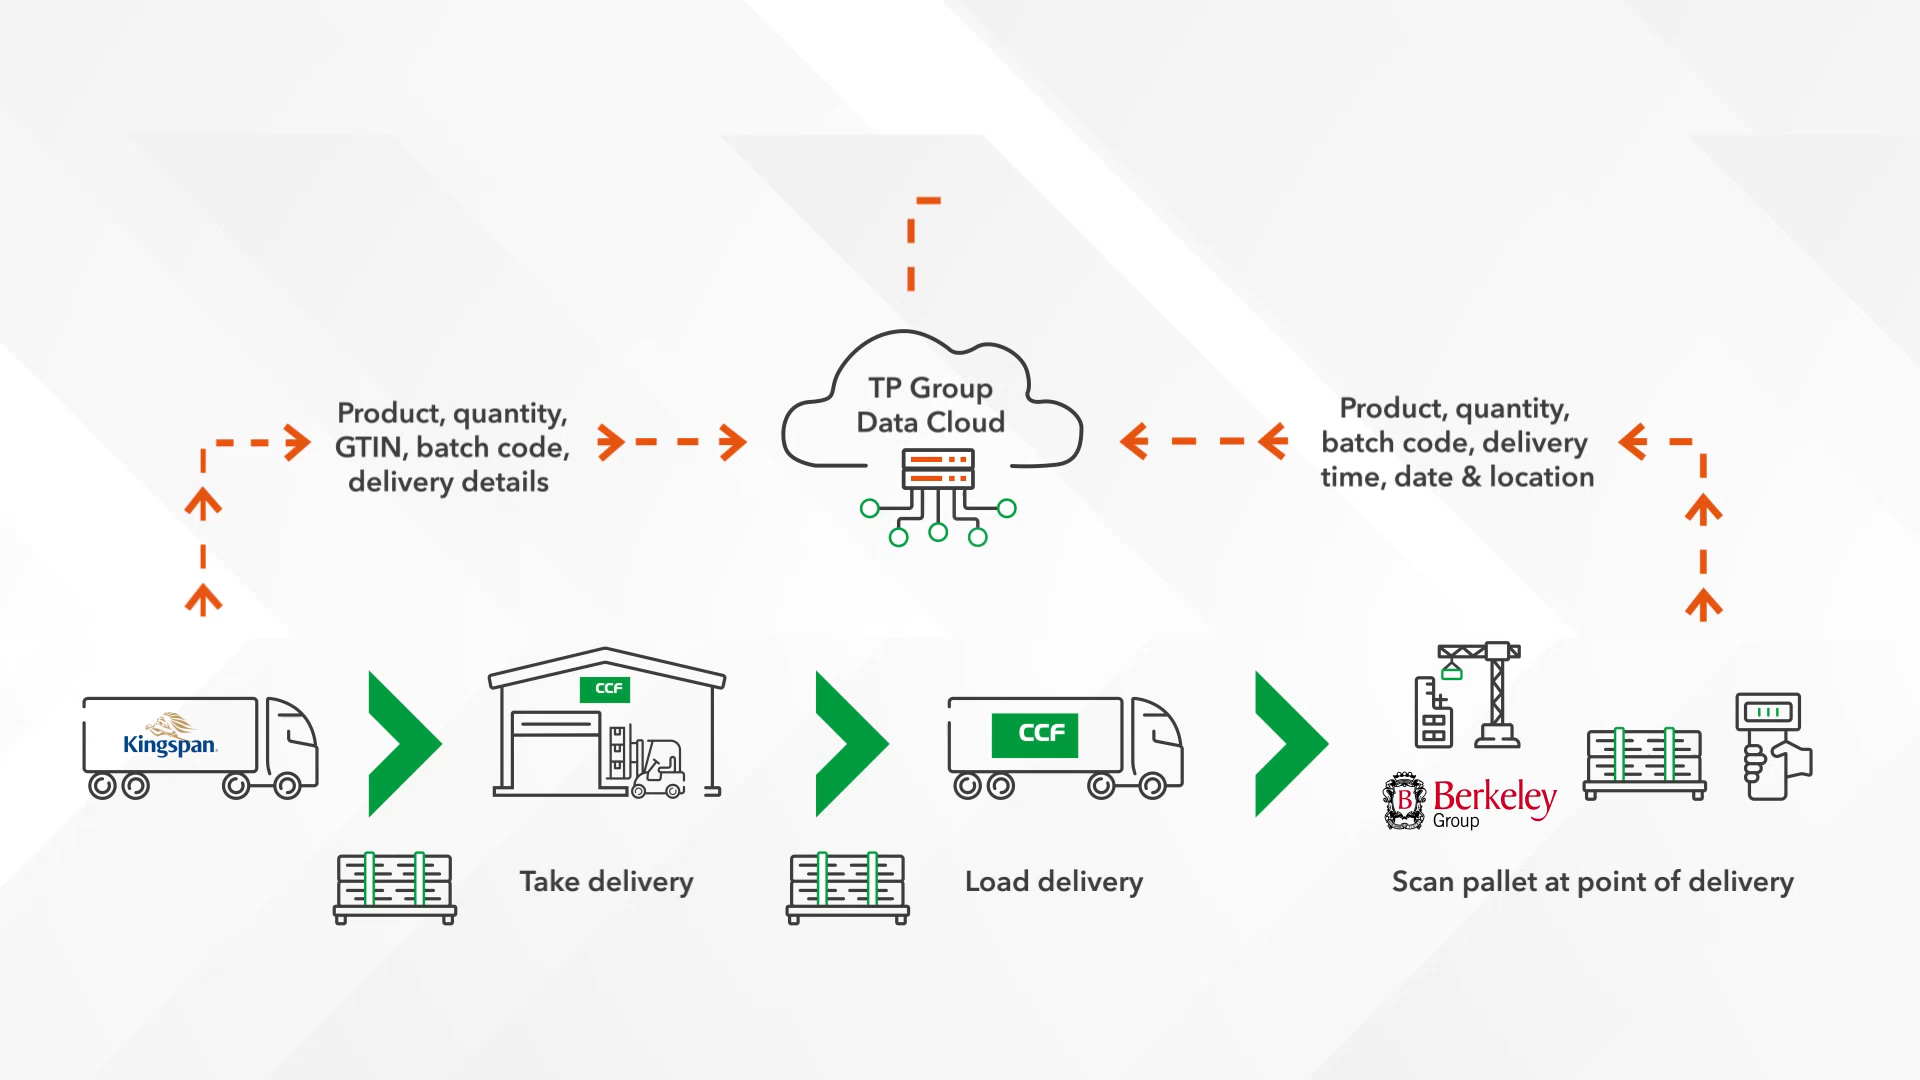 TP Group
Data Cloud
Product, quantity,
GTIN, batch code,
delivery details
Product, quantity,
batch code, delivery
time, date & location
Kingspan
CCF
CCF
B
Berkeley
Group
Take delivery
Load delivery
Scan pallet at point of delivery